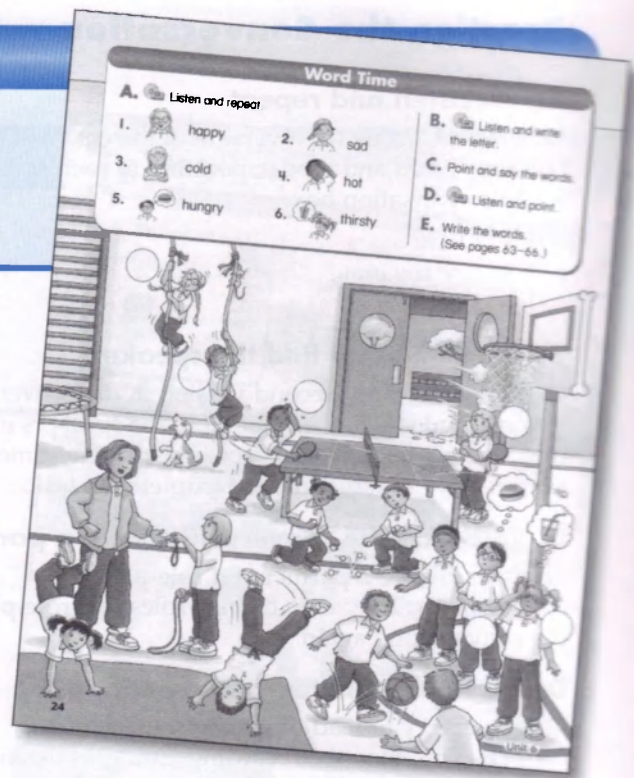 Word Time
A. Listen and repeat
1. happy
2. sad
3. cold
4. hot
5. hungry
6. thirsty
B. Listen and write
the letter.
C. Point and say the words.
D. Listen and point.
E. Write the words.
(See pages 63–66.)
24
Unit 6